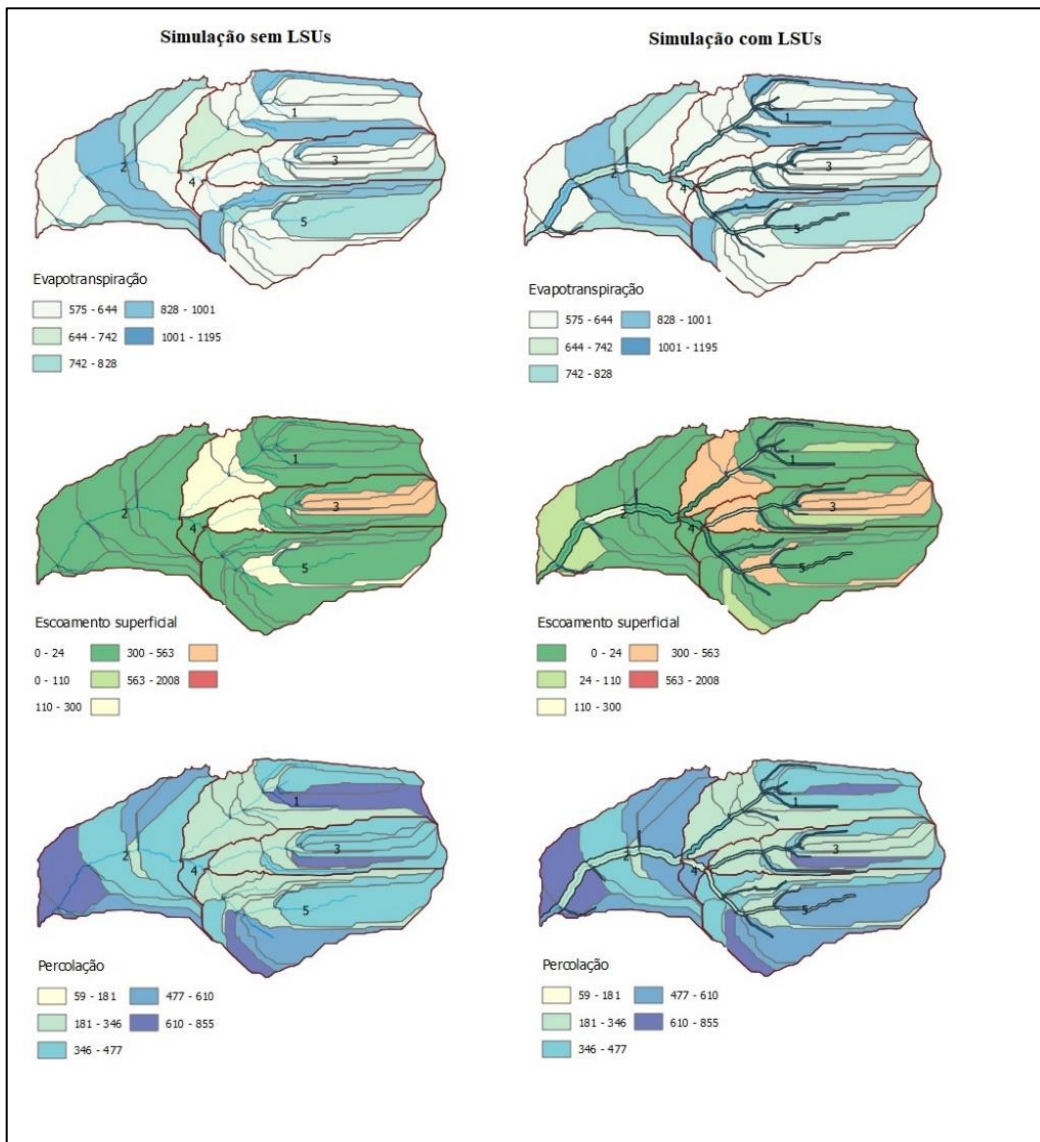 Simulação sem LSUs
Simulação com LSUs
1
2
3
4
5
1
2
3
4
5
Evapotranspiração
575 - 644 828 - 1001
644 - 742 1001 - 1195
742 - 828
Evapotranspiração
575 - 644 828 - 1001
644 - 742 1001 - 1195
742 - 828
1
2
3
4
5
1
2
3
4
5
Escoamento superficial
0 - 24 300 - 563
0 - 110 563 - 2008
110 - 300
Escoamento superficial
0 - 24 300 - 563
24 - 110 563 - 2008
110 - 300
1
2
3
4
5
1
2
3
4
5
Percolação
59 - 181 477 - 610
181 - 346 610 - 855
346 - 477
Percolação
59 - 181 477 - 610
181 - 346 610 - 855
346 - 477